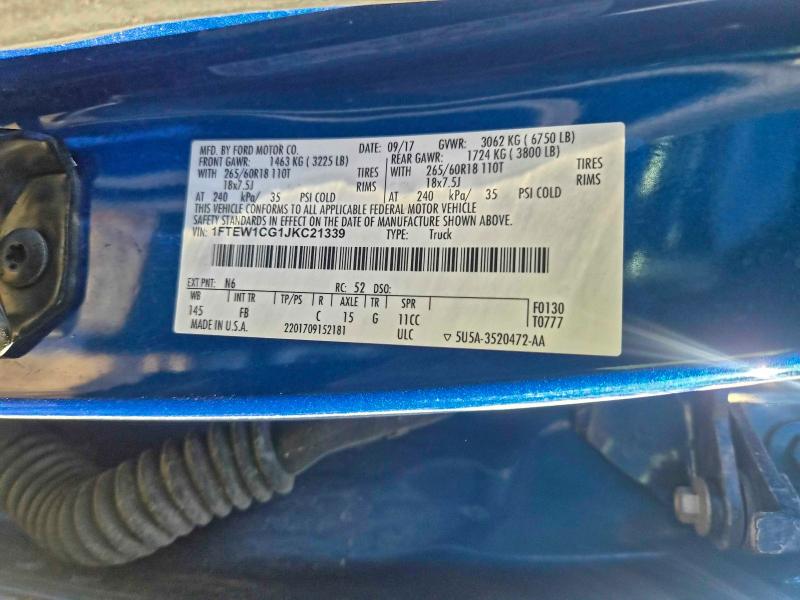 MFD. BY FORD MOTOR CO. DATE: 09/17 GVWR: 3062 KG ( 6750 LB)
FRONT GAWR: 1463 KG ( 3225 LB) REAR GAWR: 1724 KG ( 3800 LB)
WITH 265/60R18 110T TIRES WITH 265/60R18 110T TIRES
18x7.5J RIMS 18x7.5J RIMS
AT 240 kPa/ 35 PSI COLD AT 240 kPa/ 35 PSI COLD
THIS VEHICLE CONFORMS TO ALL APPLICABLE FEDERAL MOTOR VEHICLE
SAFETY STANDARDS IN EFFECT ON THE DATE OF MANUFACTURE SHOWN ABOVE.
VIN: 1FTEW1CG1JKC21339 TYPE: Truck
EXT PNT: N6 RC: 52 DSO:
WB INT TR TP/PS R AXLE TR SPR F0130
145 FB C 15 G 11CC T0777
MADE IN U.S.A. 2201709152181 ULC ▽ 5U5A-3520472-AA